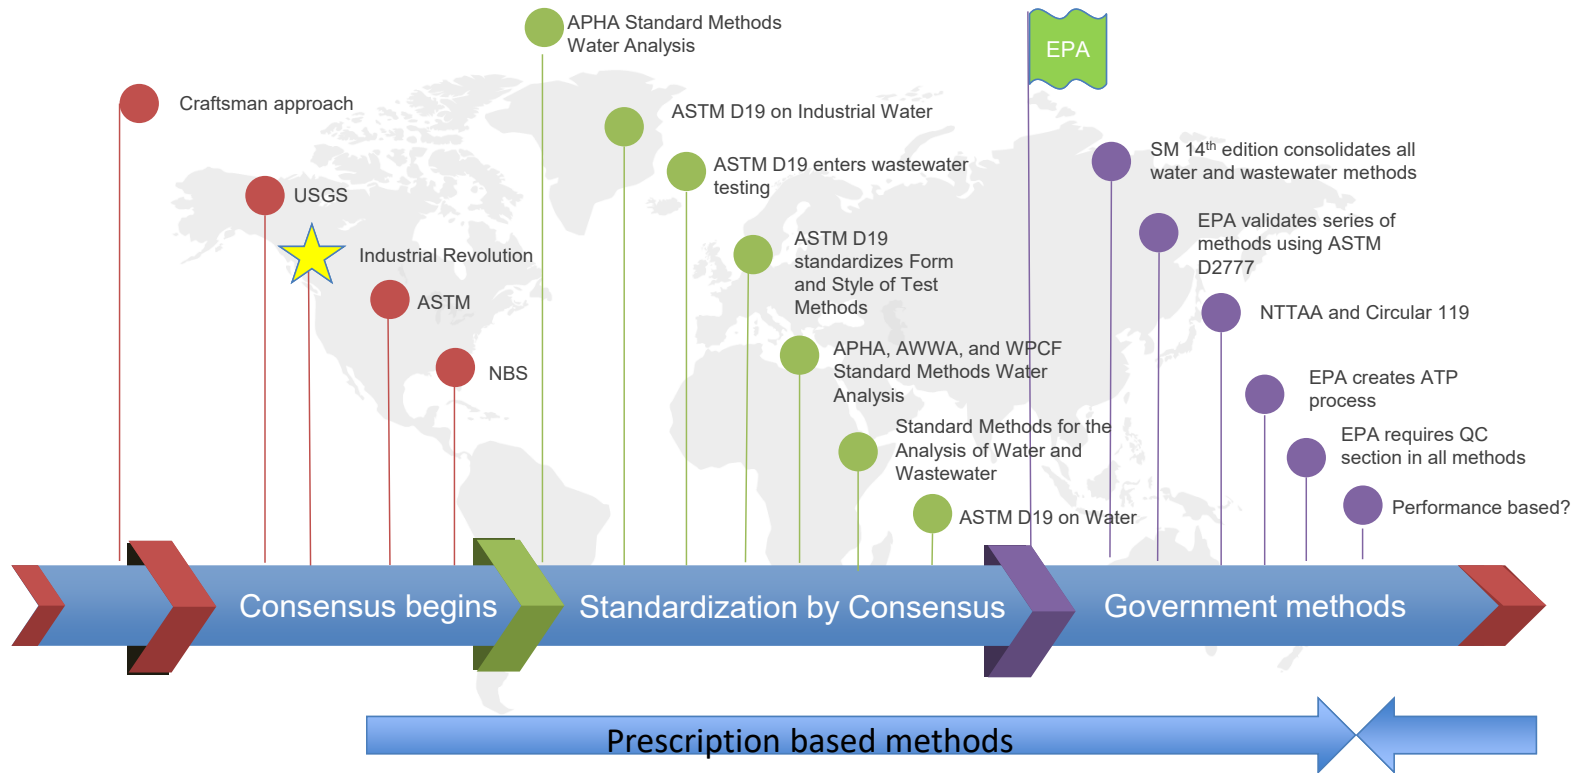 APHA Standard Methods
Water Analysis
EPA
Craftsman approach
ASTM D19 on Industrial Water
SM 14th edition consolidates all
water and wastewater methods
ASTM D19 enters wastewater
testing
USGS
EPA validates series of
methods using ASTM
D2777
Industrial Revolution
ASTM D19
standardizes Form
and Style of Test
Methods
ASTM
NTTAA and Circular 119
NBS
APHA, AWWA, and WPCF
Standard Methods Water
Analysis
EPA creates ATP
process
Standard Methods for the
Analysis of Water and
Wastewater
EPA requires QC
section in all methods
ASTM D19 on Water
Performance based?
Consensus begins
Standardization by Consensus
Government methods
Prescription based methods